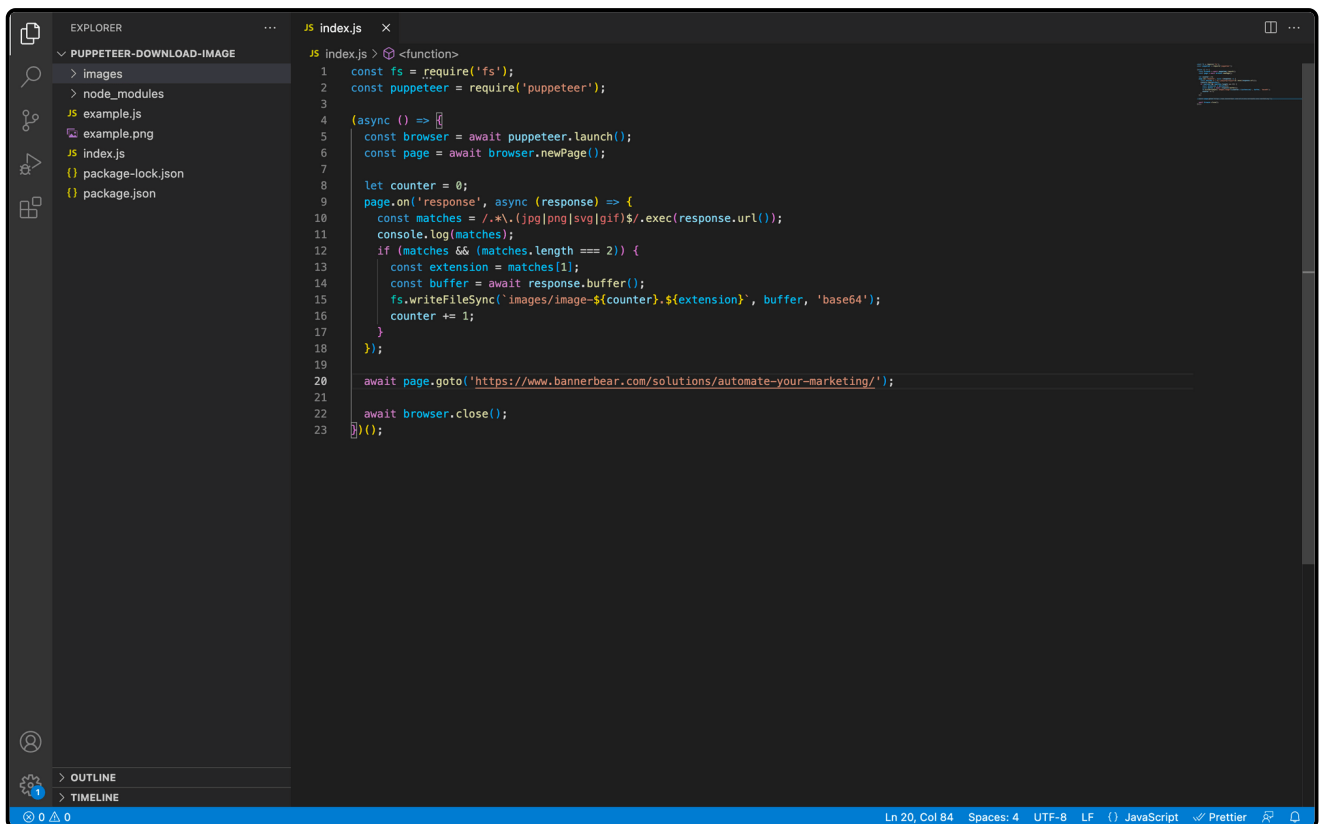 EXPLORER ···
PUPPETEER-DOWNLOAD-IMAGE
images
node_modules
JS example.js
example.png
JS index.js
{} package-lock.json
{} package.json
OUTLINE
TIMELINE
1
JS index.js ×
···
JS index.js > <function>
1 const fs = require('fs');
2 const puppeteer = require('puppeteer');
3
4 (async () => {
5   const browser = await puppeteer.launch();
6   const page = await browser.newPage();
7
8   let counter = 0;
9   page.on('response', async (response) => {
10     const matches = /.*\.(jpg|png|svg|gif)$/.exec(response.url());
11     console.log(matches);
12     if (matches && (matches.length === 2)) {
13       const extension = matches[1];
14       const buffer = await response.buffer();
15       fs.writeFileSync(`images/image-${counter}.${extension}`, buffer, 'base64');
16       counter += 1;
17     }
18   });
19
20   await page.goto('https://www.bannerbear.com/solutions/automate-your-marketing/');
21
22   await browser.close();
23 })();
0 0
Ln 20, Col 84 Spaces: 4 UTF-8 LF {} JavaScript Prettier